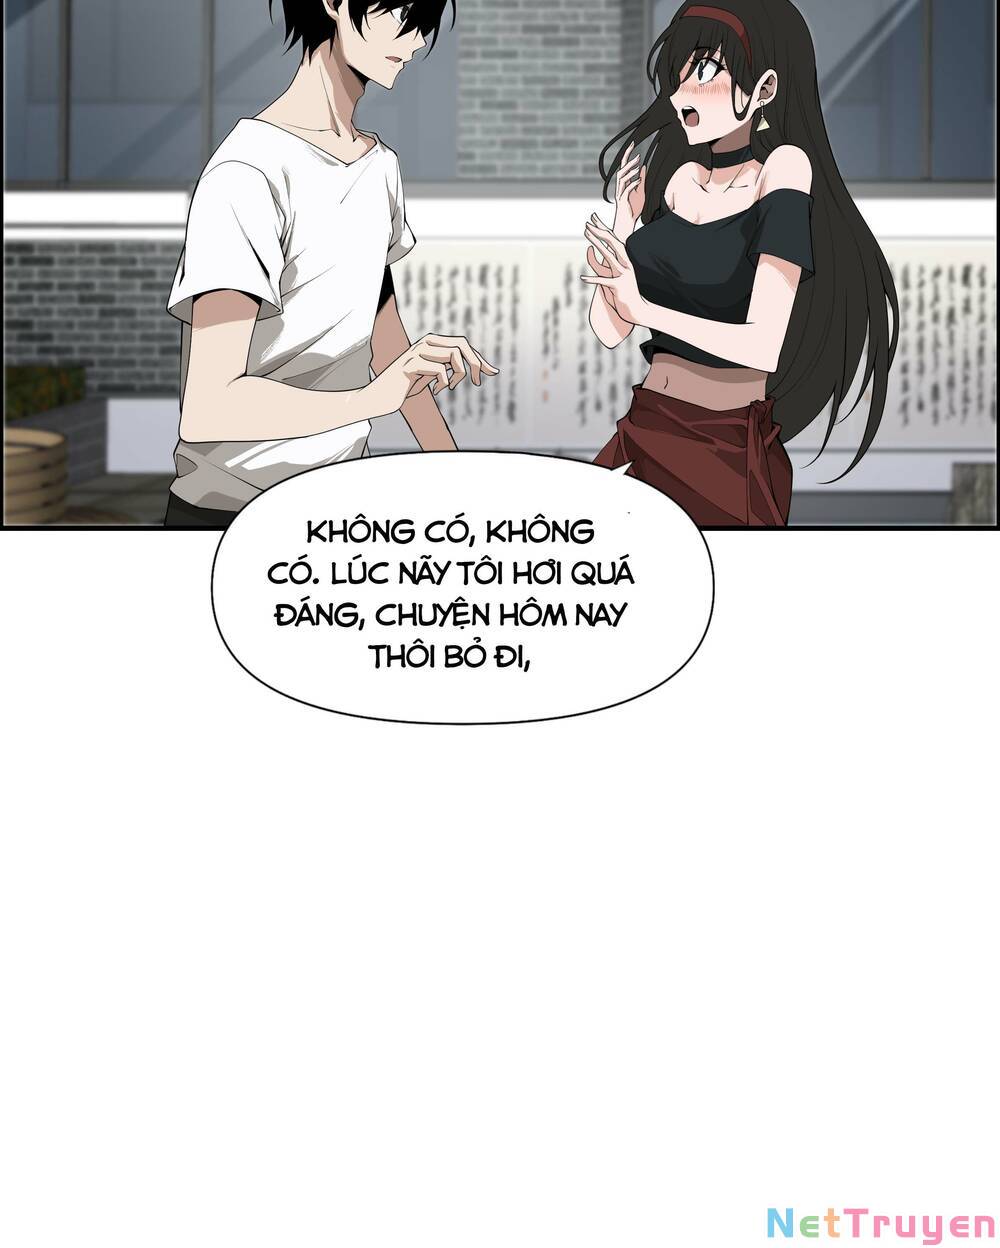 KHÔNG CÓ, KHÔNG
CÓ. LÚC NÃY TÔI HƠI QUÁ
ĐÁNG, CHUYỆN HÔM NAY
THÔI BỎ ĐI,
NetTruyen